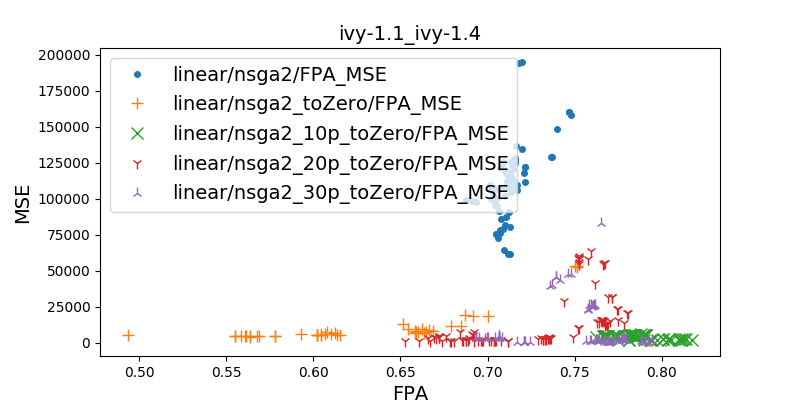 ivy-1.1_ivy-1.4
200000
175000
150000
125000
100000
75000
50000
25000
0
MSE
linear/nsga2/FPA_MSE
linear/nsga2_toZero/FPA_MSE
linear/nsga2_10p_toZero/FPA_MSE
linear/nsga2_20p_toZero/FPA_MSE
linear/nsga2_30p_toZero/FPA_MSE
0.50 0.55 0.60 0.65 0.70 0.75 0.80
FPA